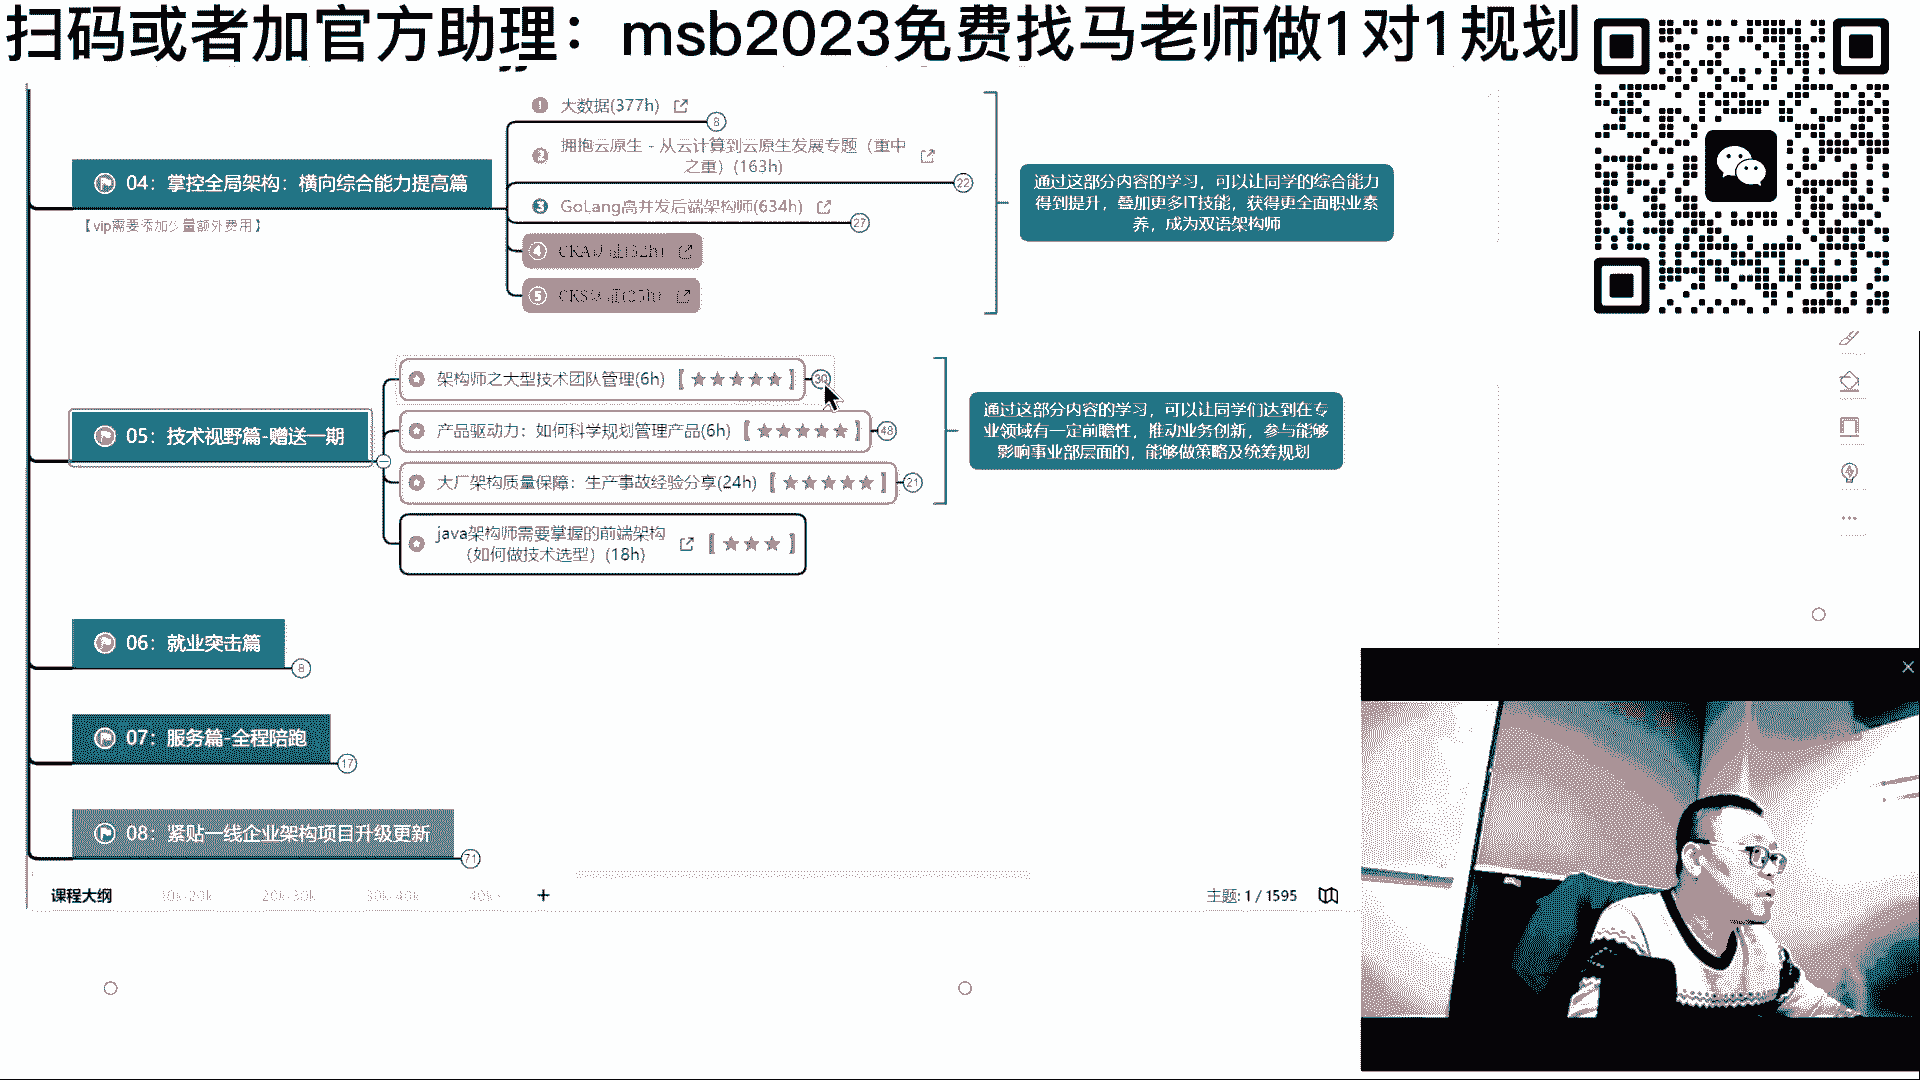 扫码或者加官方助理：msb2023免费找马老师做1对1规划
1 大数据(377h)
8
2 拥抱云原生 - 从云计算到云原生发展专题（重中
之重）(163h)
22
04：掌控全局架构：横向综合能力提高篇
【vip需要添加少量额外费用】
3 GoLang高并发后端架构师(634h)
27
4 CKA认证(52h)
5 CKS认证(25h)
通过这部分内容的学习，可以让同学的综合能力
得到提升，叠加更多IT技能，获得更全面职业素
养，成为双语架构师
架构师之大型技术团队管理(6h)【★★★★★】
30
05：技术视野篇-赠送一期
产品驱动力：如何科学规划管理产品(6h)【★★★★★】
48
大厂架构质量保障：生产事故经验分享(24h)【★★★★★】
21
java架构师需要掌握的前端架构
（如何做技术选型）(18h)【★★★】
通过这部分内容的学习，可以让同学们达到在专
业领域有一定前瞻性，推动业务创新，参与能够
影响事业部层面的，能够做策略及统筹规划
06：就业突击篇
8
07：服务篇-全程陪跑
17
08：紧贴一线企业架构项目升级更新
71
课程大纲 10k-20k 20k-30k 30k-40k 40k- +
主题: 1 / 1595